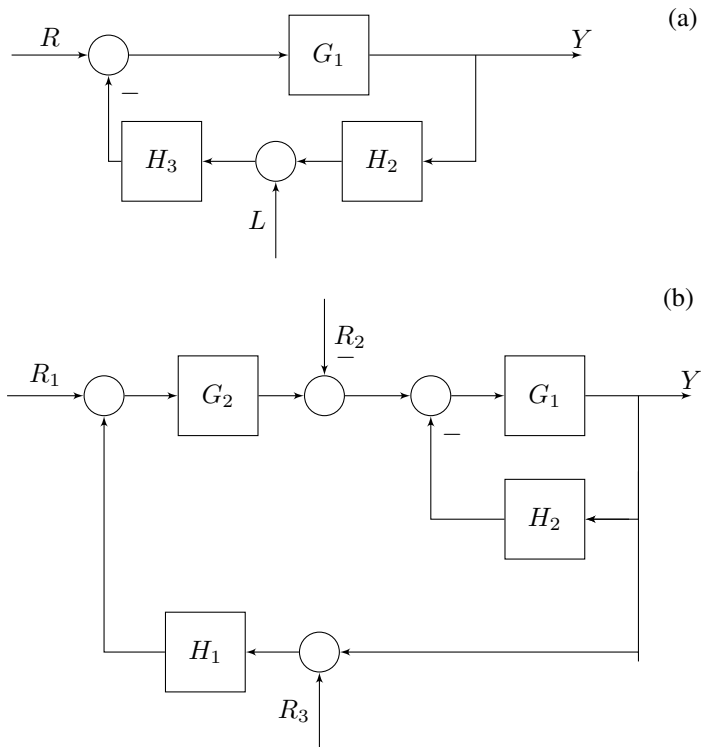 (a)
R
G₁
Y
−
H₃
H₂
L
(b)
R₂
−
R₁
G₂
G₁
Y
−
H₂
H₁
R₃